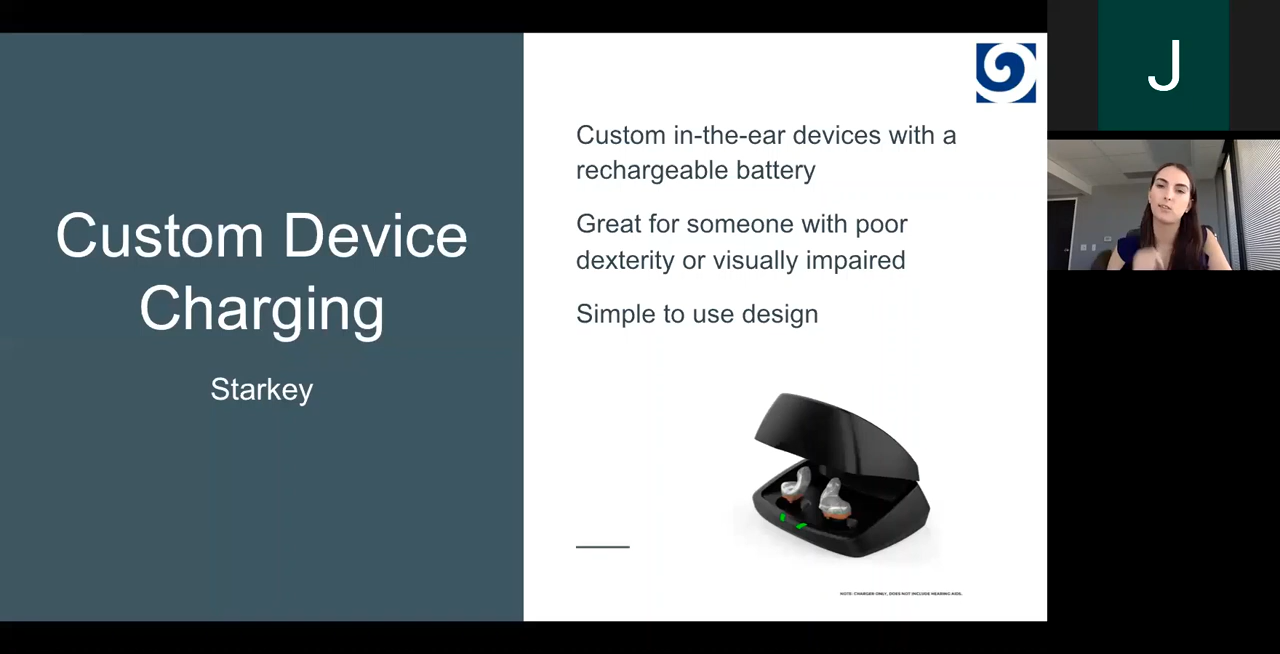 Custom Device
Charging
Starkey
Custom in-the-ear devices with a
rechargeable battery
Great for someone with poor
dexterity or visually impaired
Simple to use design
NOTE: CHARGER ONLY, DOES NOT INCLUDE HEARING AIDS.
J